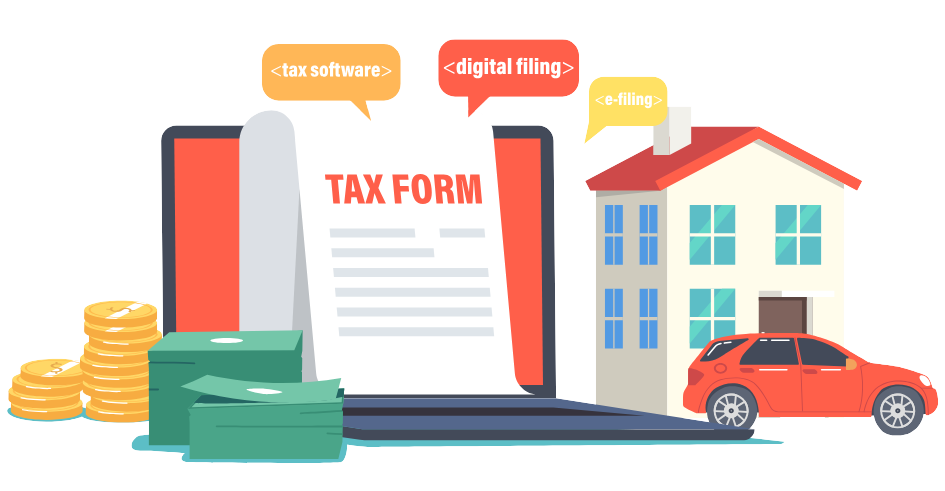 <tax software>
<digital filing>
<e-filing>
TAX FORM
$
$